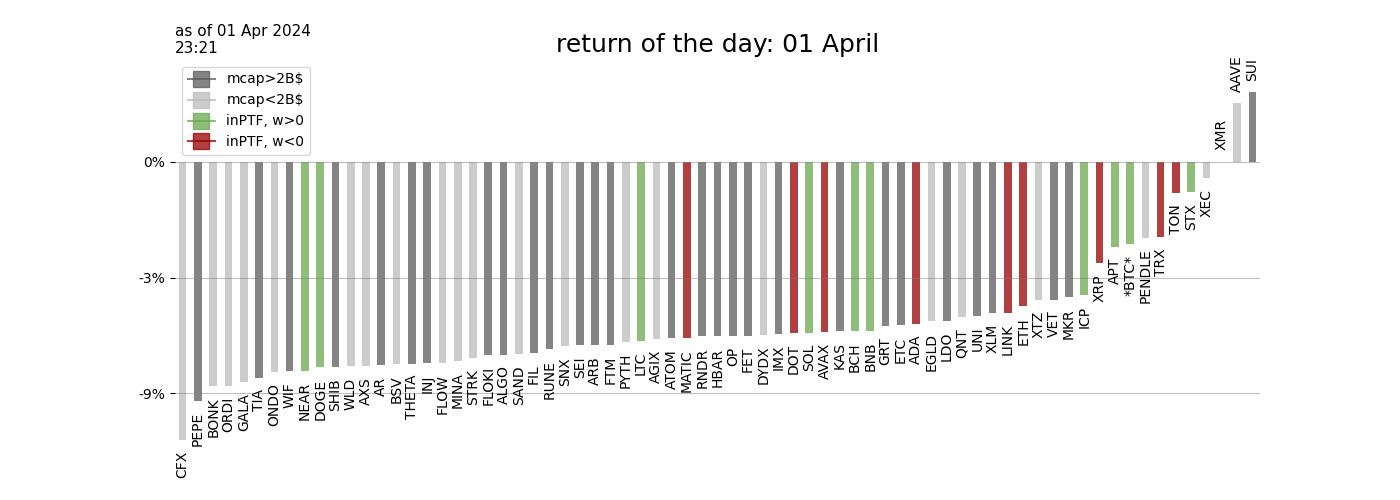 as of 01 Apr 2024
23:21
return of the day: 01 April
mcap>2B$
mcap<2B$
inPTF, w>0
inPTF, w<0
0%
-3%
-9%
CFX
PEPE
BONK
ORDI
GALA
TIA
ONDO
WIF
NEAR
DOGE
SHIB
WLD
AXS
AR
BSV
THETA
INJ
FLOW
MINA
STRK
FLOKI
ALGO
SAND
FIL
RUNE
SNX
SEI
ARB
FTM
PYTH
LTC
AGIX
ATOM
MATIC
RNDR
HBAR
OP
FET
DYDX
IMX
DOT
SOL
AVAX
KAS
BCH
BNB
GRT
ETC
ADA
EGLD
LDO
QNT
UNI
XLM
LINK
ETH
XTZ
VET
MKR
ICP
XRP
APT
*BTC*
PENDLE
TRX
TON
STX
XEC
XMR
AAVE
SUI